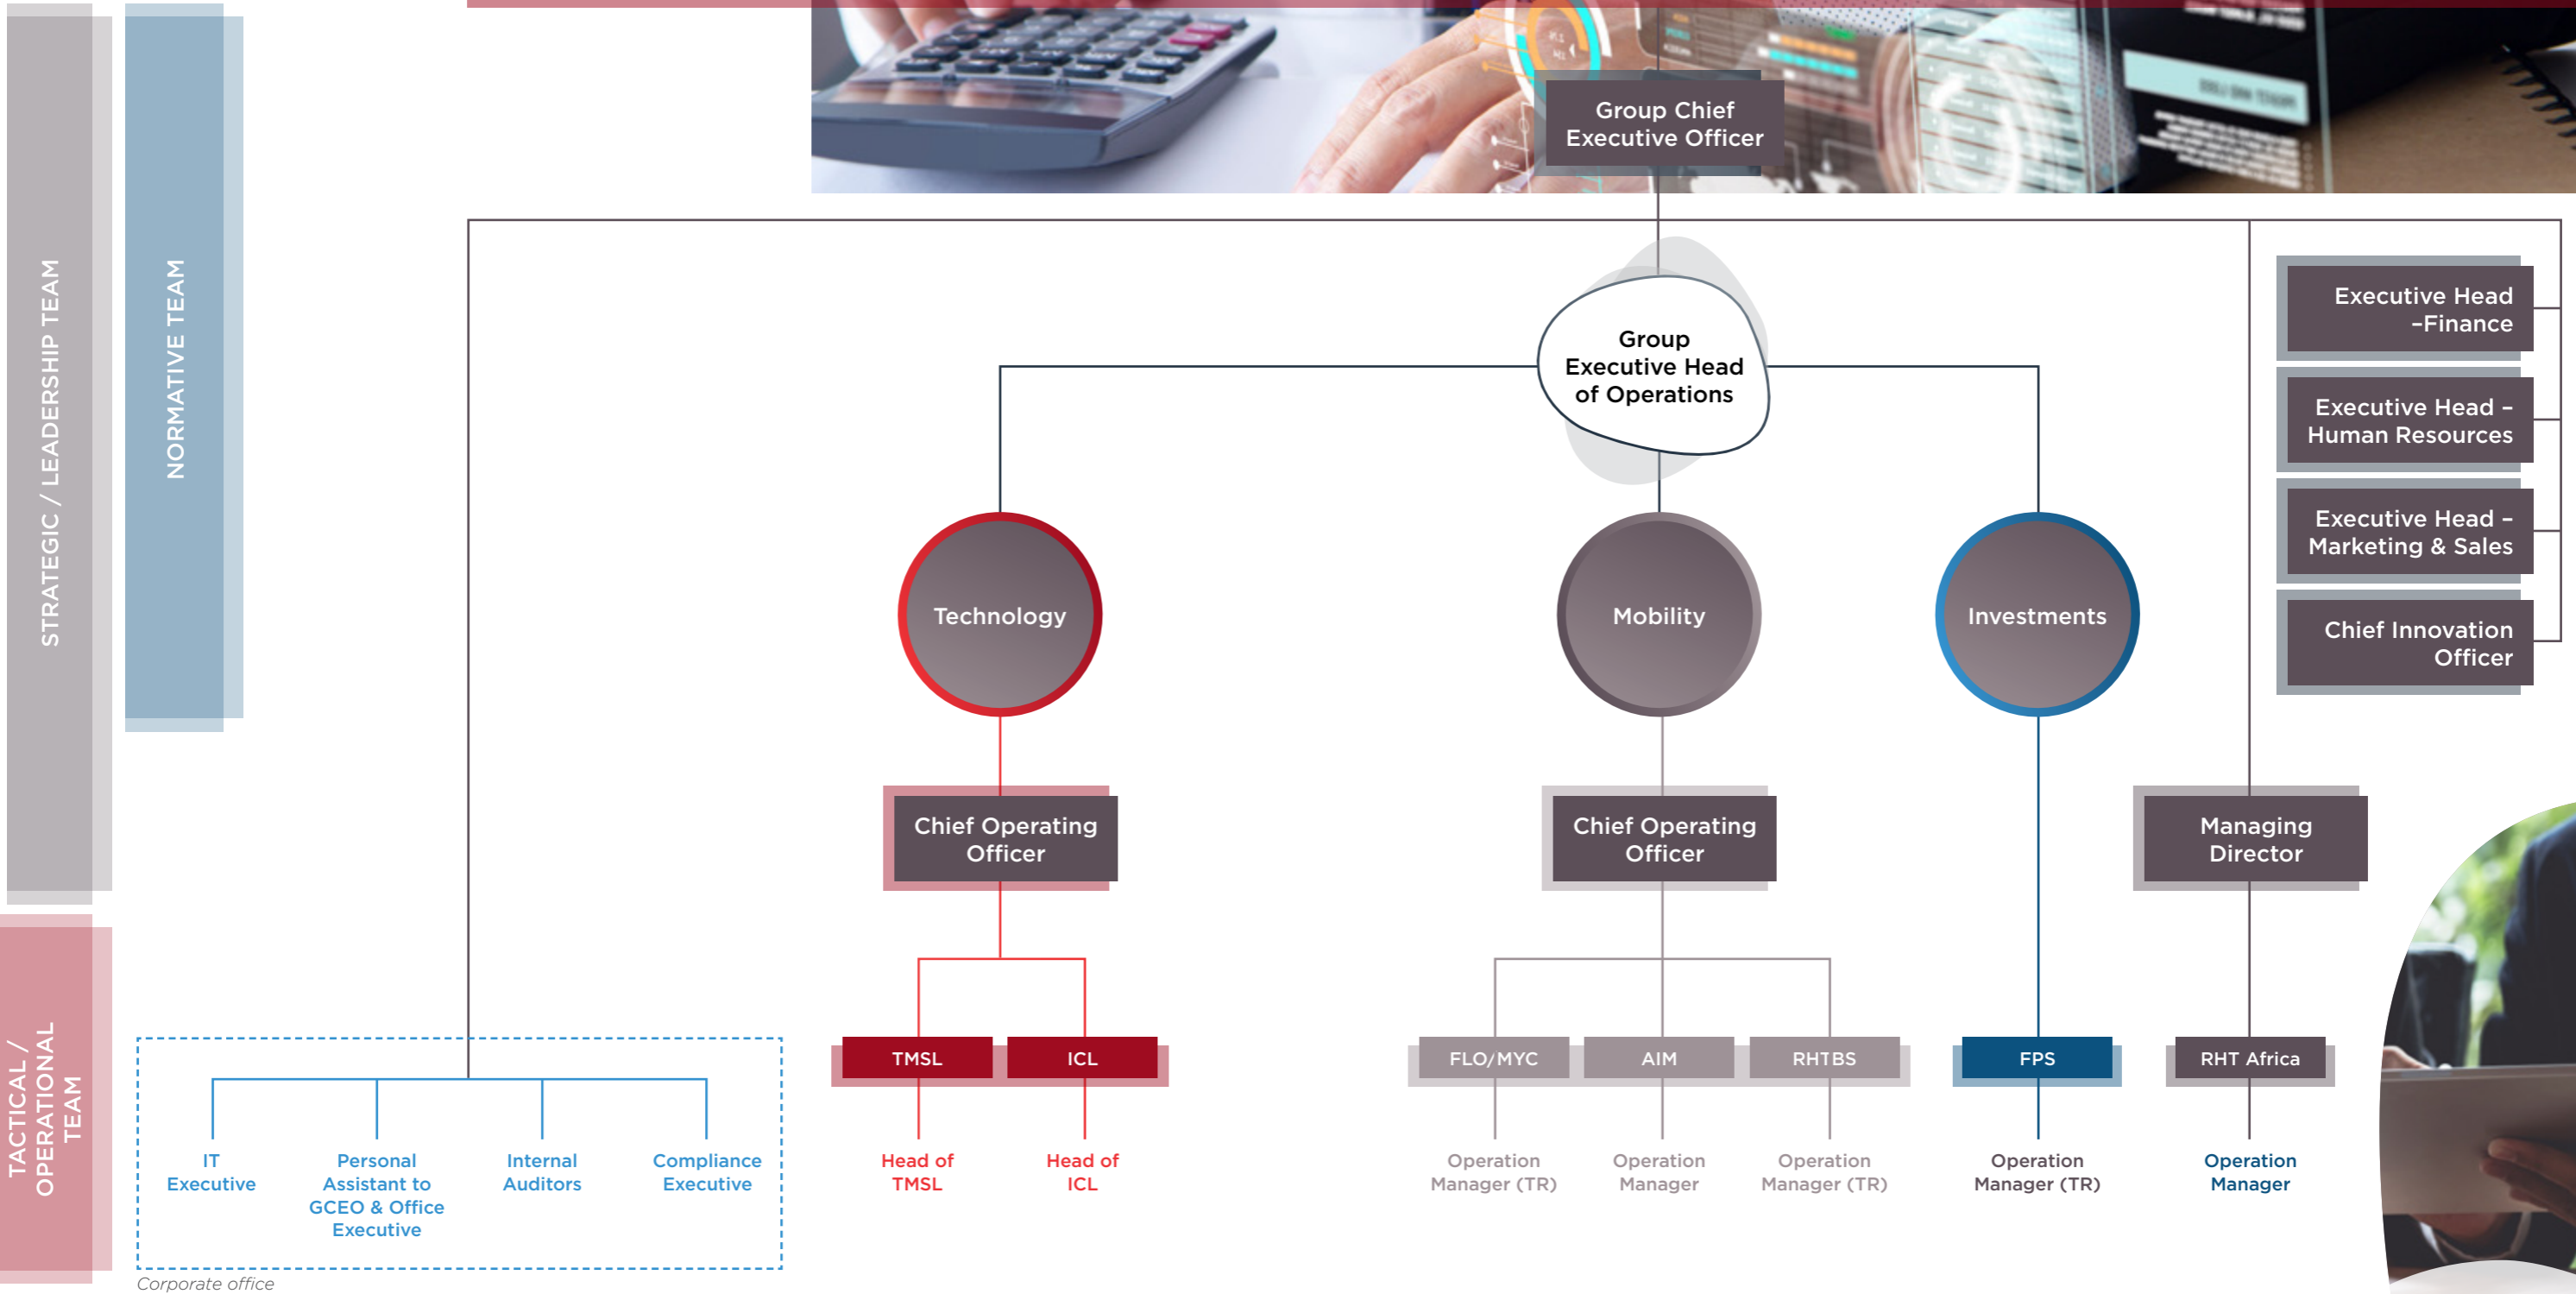 Group Chief
Executive Officer
STRATEGIC / LEADERSHIP TEAM
NORMATIVE TEAM
TACTICAL /
OPERATIONAL
TEAM
Group
Executive Head
of Operations
Executive Head
–Finance
Executive Head –
Human Resources
Executive Head –
Marketing & Sales
Chief Innovation
Officer
Technology
Mobility
Investments
Chief Operating
Officer
Chief Operating
Officer
Managing
Director
TMSL
ICL
FLO/MYC
AIM
RHTBS
FPS
RHT Africa
IT
Executive
Personal
Assistant to
GCEO & Office
Executive
Internal
Auditors
Compliance
Executive
Head of
TMSL
Head of
ICL
Operation
Manager (TR)
Operation
Manager
Operation
Manager (TR)
Operation
Manager (TR)
Operation
Manager
Corporate office